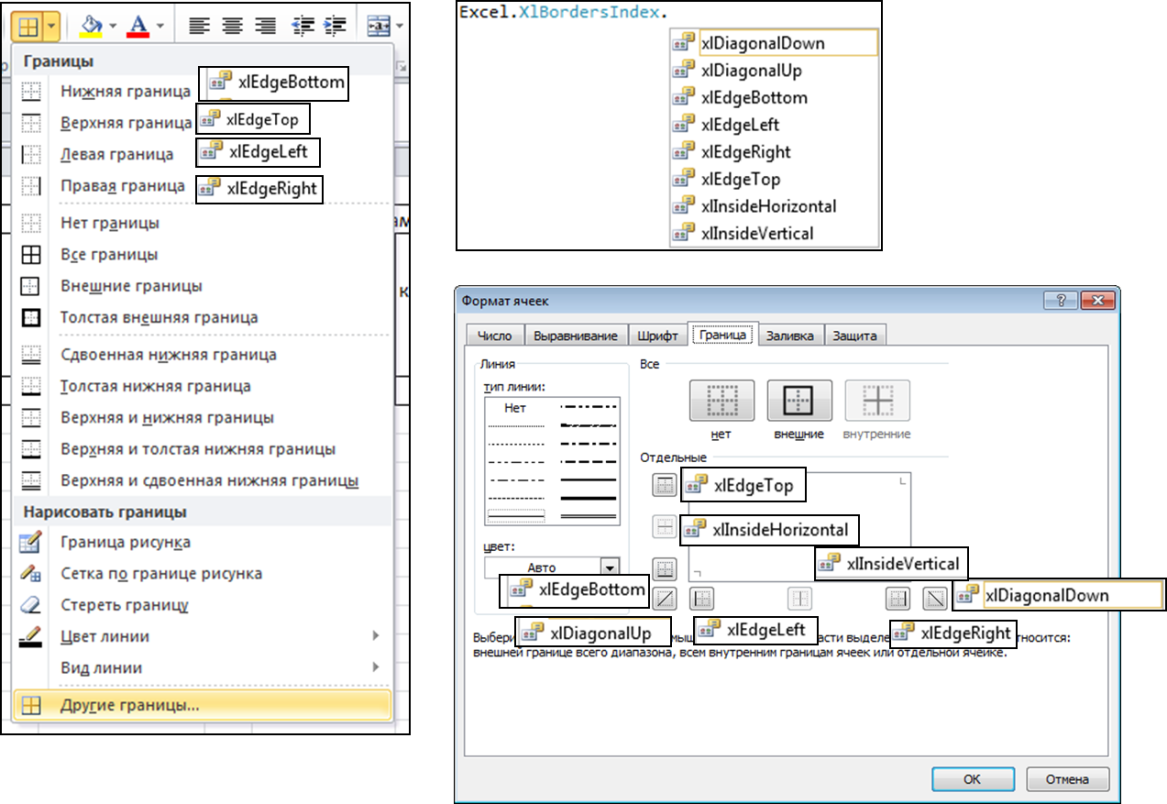 Границы
Нижняя граница xlEdgeBottom
Верхняя граница xlEdgeTop
Левая граница xlEdgeLeft
Правая граница xlEdgeRight
Нет границы
Все границы
Внешние границы
Толстая внешняя граница
Сдвоенная нижняя граница
Толстая нижняя граница
Верхняя и нижняя границы
Верхняя и толстая нижняя границы
Верхняя и сдвоенная нижняя границы
Нарисовать границы
Граница рисунка
Сетка по границе рисунка
Стереть границу
Цвет линии
Вид линии
Другие границы...
Excel.XlBordersIndex.
xlDiagonalDown
xlDiagonalUp
xlEdgeBottom
xlEdgeLeft
xlEdgeRight
xlEdgeTop
xlInsideHorizontal
xlInsideVertical
Формат ячеек
Число Выравнивание Шрифт Граница Заливка Защита
Линия
тип линии:
Нет
цвет:
Авто
Все
нет внешние внутренние
Отдельные
xlEdgeTop
xlInsideHorizontal
xlInsideVertical
xlEdgeBottom
xlDiagonalDown
xlDiagonalUp xlEdgeLeft xlEdgeRight
внешней границе всего диапазона, всем внутренним границам ячеек или отдельной ячейке.
ОК Отмена